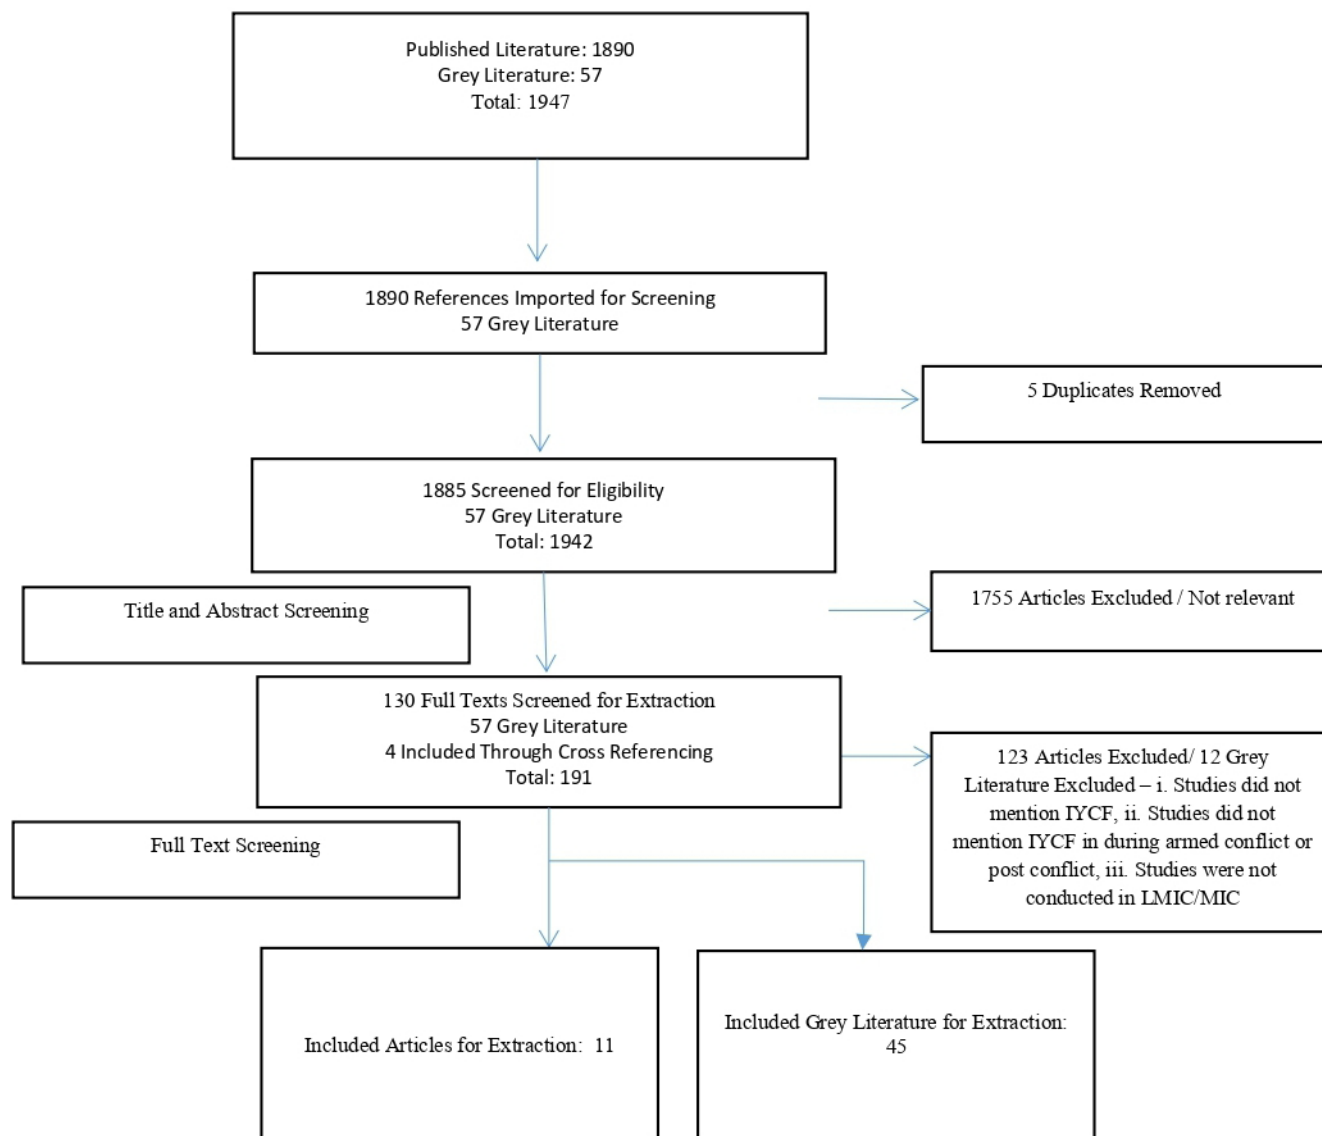 Published Literature: 1890
Grey Literature: 57
Total: 1947
1890 References Imported for Screening
57 Grey Literature
5 Duplicates Removed
1885 Screened for Eligibility
57 Grey Literature
Total: 1942
Title and Abstract Screening
1755 Articles Excluded / Not relevant
130 Full Texts Screened for Extraction
57 Grey Literature
4 Included Through Cross Referencing
Total: 191
123 Articles Excluded/ 12 Grey
Literature Excluded – i. Studies did not
mention IYCF, ii. Studies did not
mention IYCF in during armed conflict or
post conflict, iii. Studies were not
conducted in LMIC/MIC
Full Text Screening
Included Articles for Extraction: 11
Included Grey Literature for Extraction:
45